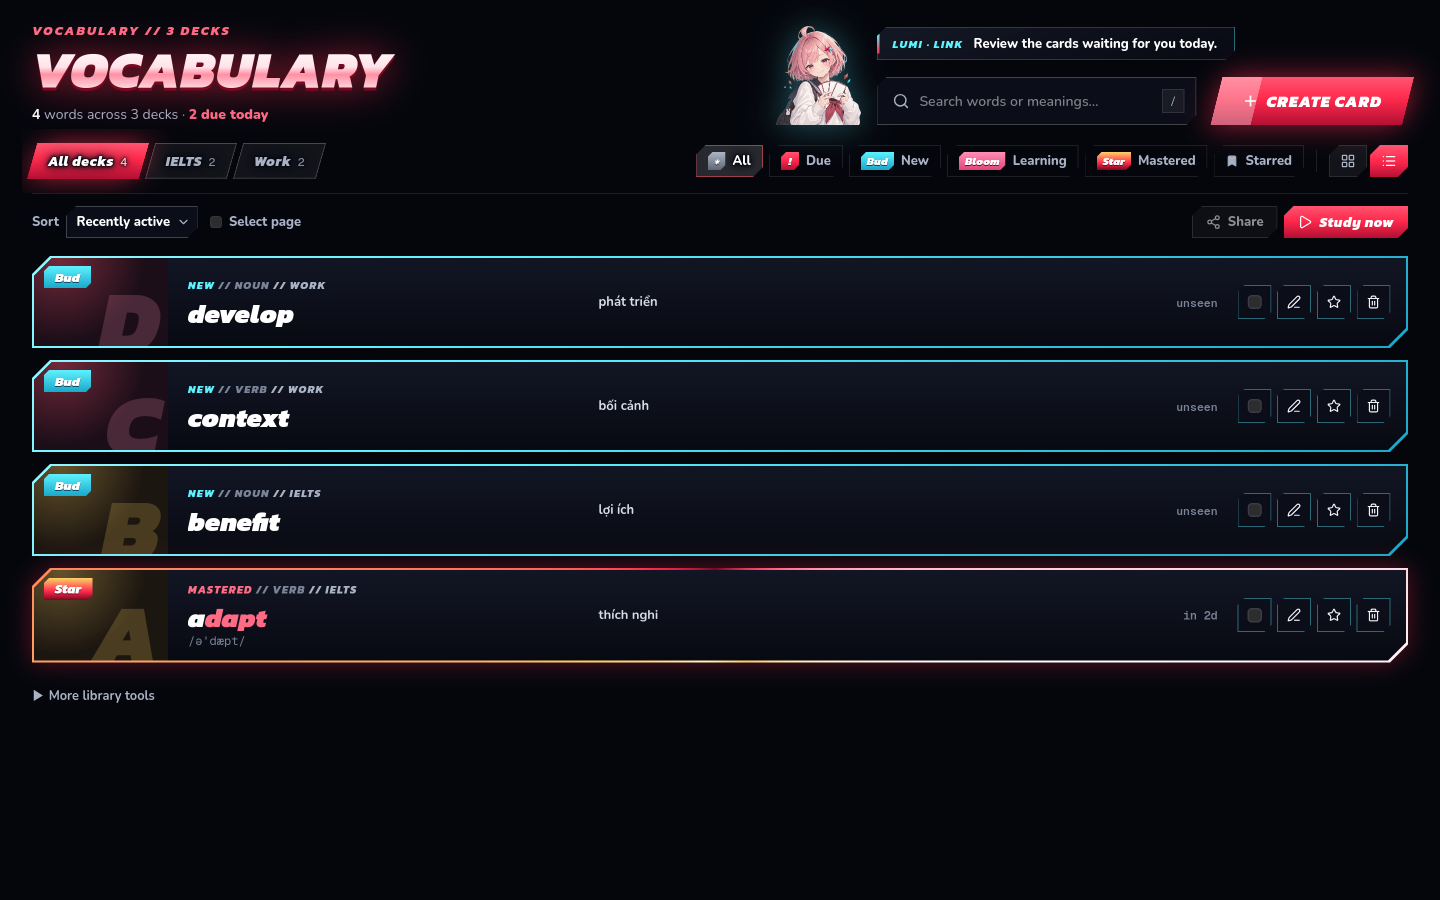 VOCABULARY // 3 DECKS
VOCABULARY
4 words across 3 decks · 2 due today
LUMI · LINK Review the cards waiting for you today.
Search words or meanings... /
+ CREATE CARD
All decks 4 IELTS 2 Work 2
All ! Due Bud New Bloom Learning Star Mastered Starred
Sort Recently active Select page
Share Study now
Bud
D
NEW // NOUN // WORK
develop
phát triển
unseen
Bud
C
NEW // VERB // WORK
context
bối cảnh
unseen
Bud
B
NEW // NOUN // IELTS
benefit
lợi ích
unseen
Star
A
MASTERED // VERB // IELTS
adapt
/ə'dæpt/
thích nghi
in 2d
More library tools